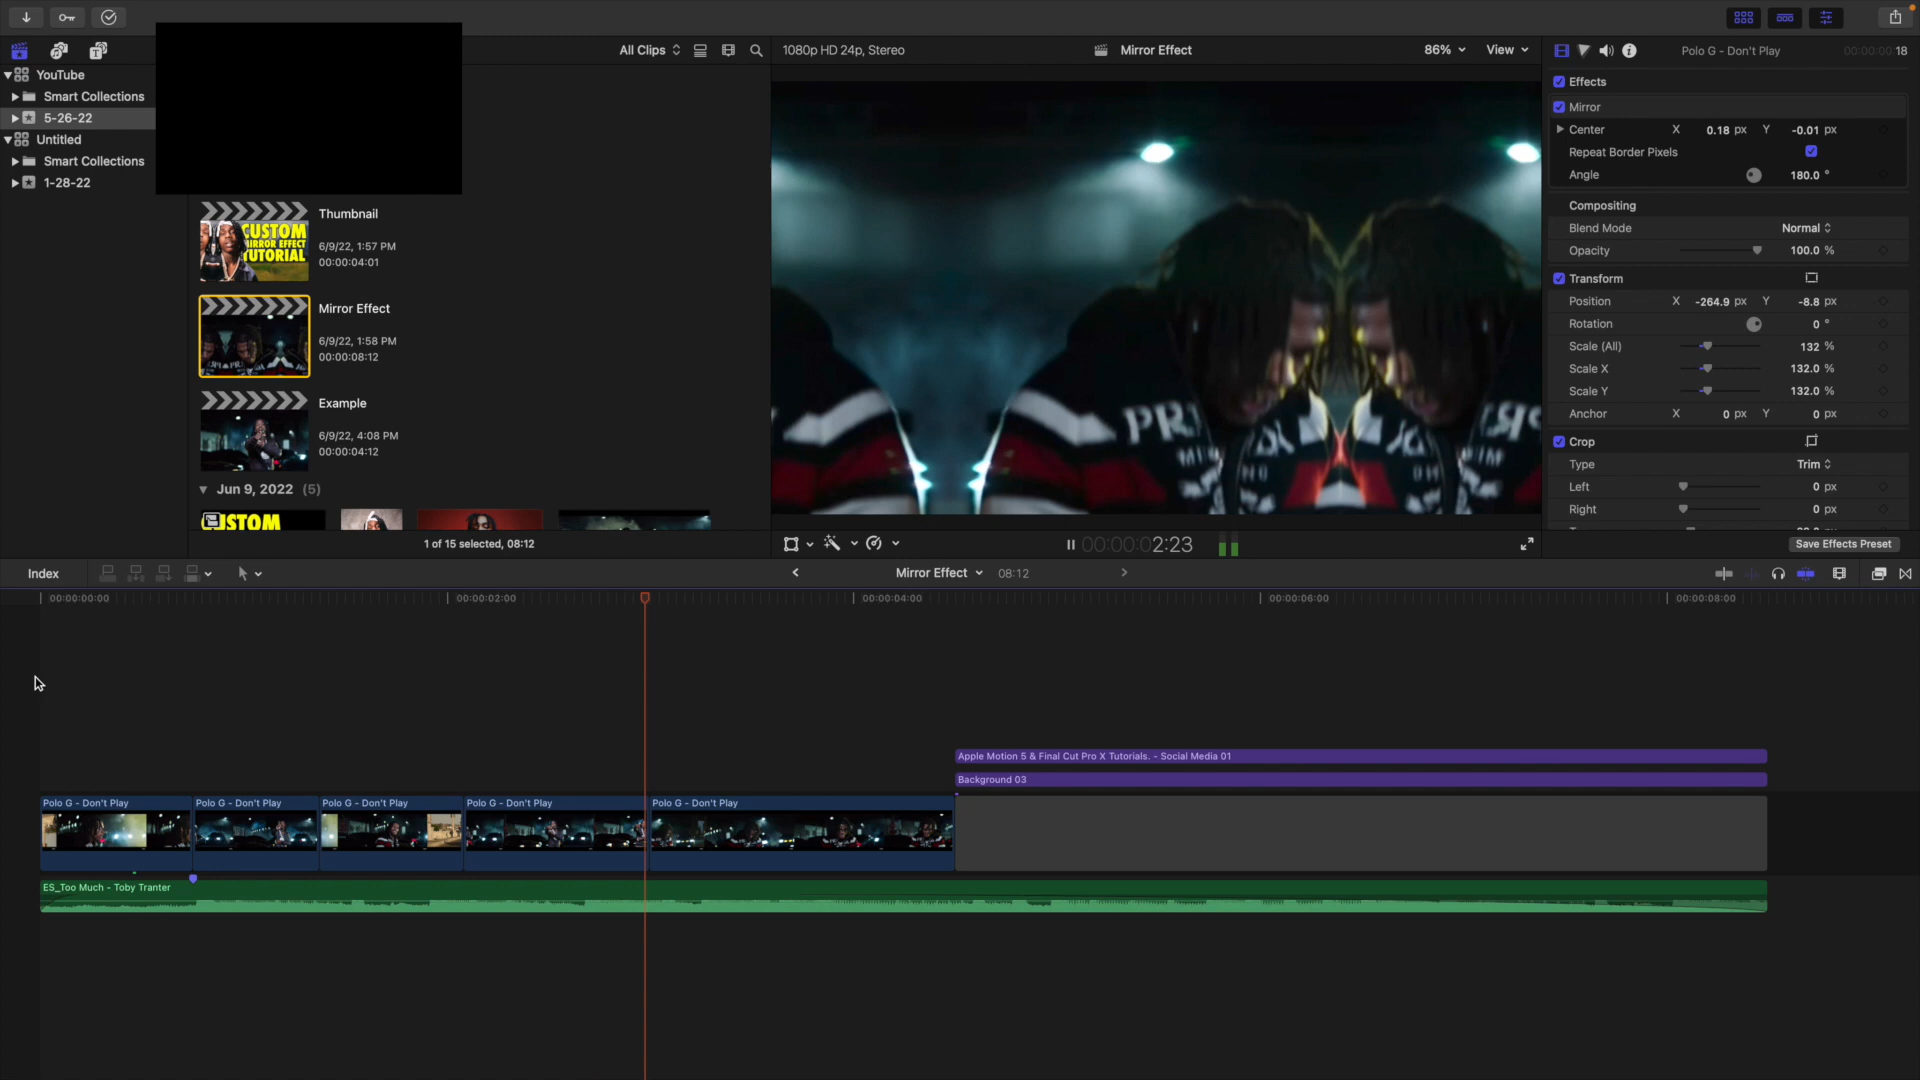 All Clips
1080p HD 24p, Stereo
Mirror Effect
86%
View
Polo G - Don't Play
00:00:00:18
YouTube
Smart Collections
5-26-22
Untitled
Smart Collections
1-28-22
Thumbnail
6/9/22, 1:57 PM
00:00:04:01
CUSTOM
MIRROR EFFECT
TUTORIAL
Mirror Effect
6/9/22, 1:58 PM
00:00:08:12
Example
6/9/22, 4:08 PM
00:00:04:12
Jun 9, 2022 (5)
1 of 15 selected, 08:12
00:00:02:23
Effects
Mirror
Center X 0.18 px Y -0.01 px
Repeat Border Pixels
Angle 180.0 °
Compositing
Blend Mode Normal
Opacity 100.0 %
Transform
Position X -264.9 px Y -8.8 px
Rotation 0 °
Scale (All) 132 %
Scale X 132.0 %
Scale Y 132.0 %
Anchor X 0 px Y 0 px
Crop
Type Trim
Left 0 px
Right 0 px
Save Effects Preset
Index
Mirror Effect 08:12
00:00:00:00
00:00:02:00
00:00:04:00
00:00:06:00
00:00:08:00
Apple Motion 5 & Final Cut Pro X Tutorials. - Social Media 01
Background 03
Polo G - Don't Play
Polo G - Don't Play
Polo G - Don't Play
Polo G - Don't Play
Polo G - Don't Play
ES_Too Much - Toby Tranter